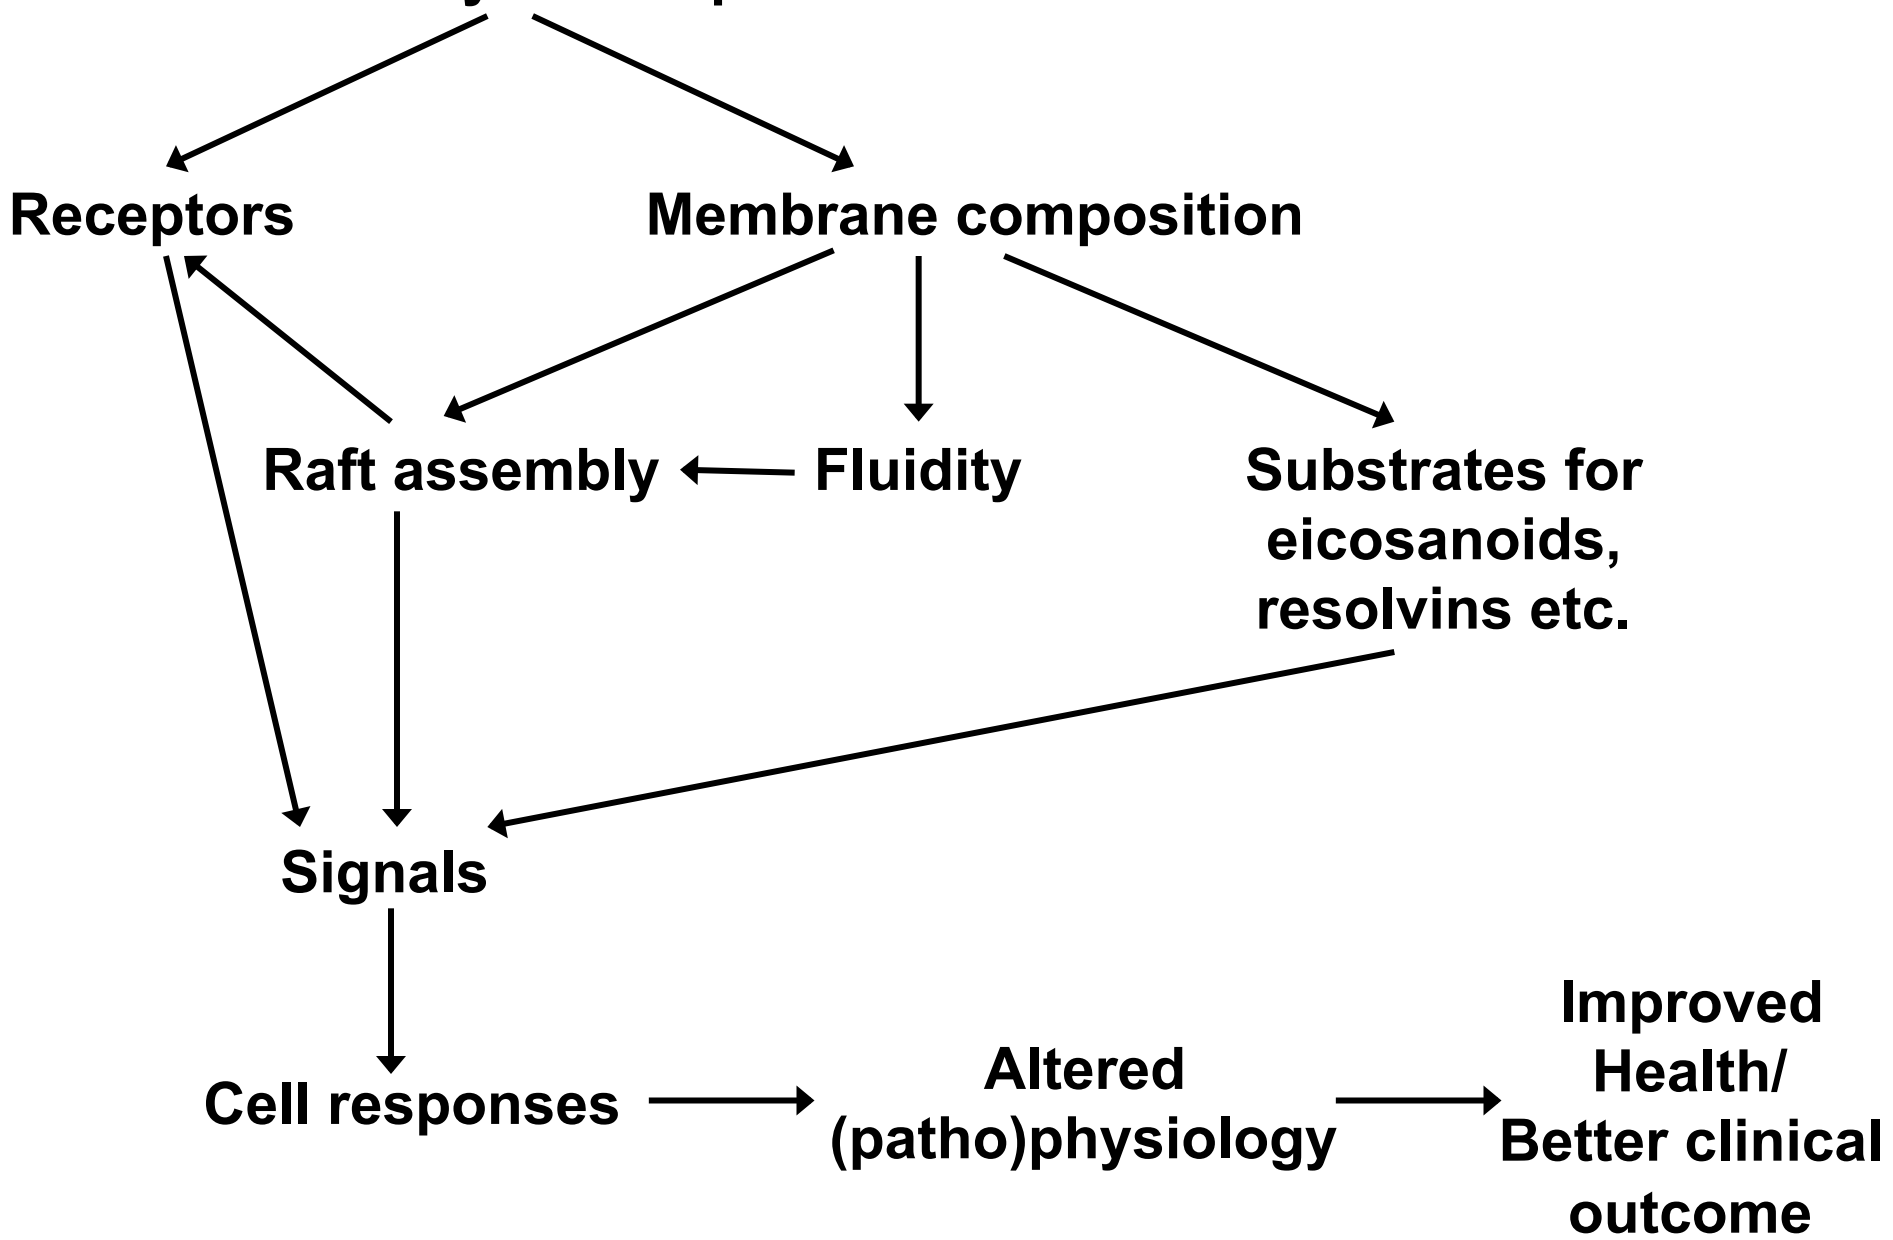 Receptors
Membrane composition
Raft assembly
Fluidity
Substrates for
eicosanoids,
resolvins etc.
Signals
Cell responses
Altered
(patho)physiology
Improved
Health/
Better clinical
outcome